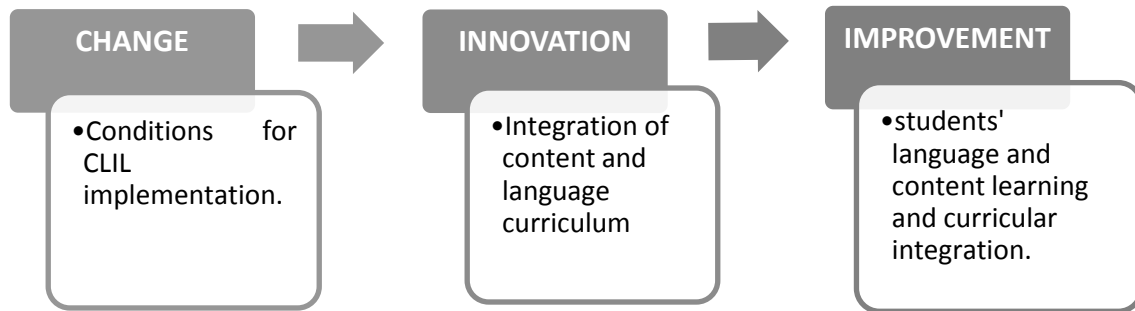 CHANGE
•Conditions for
CLIL
implementation.
INNOVATION
•Integration of
content and
language
curriculum
IMPROVEMENT
•students'
language and
content learning
and curricular
integration.